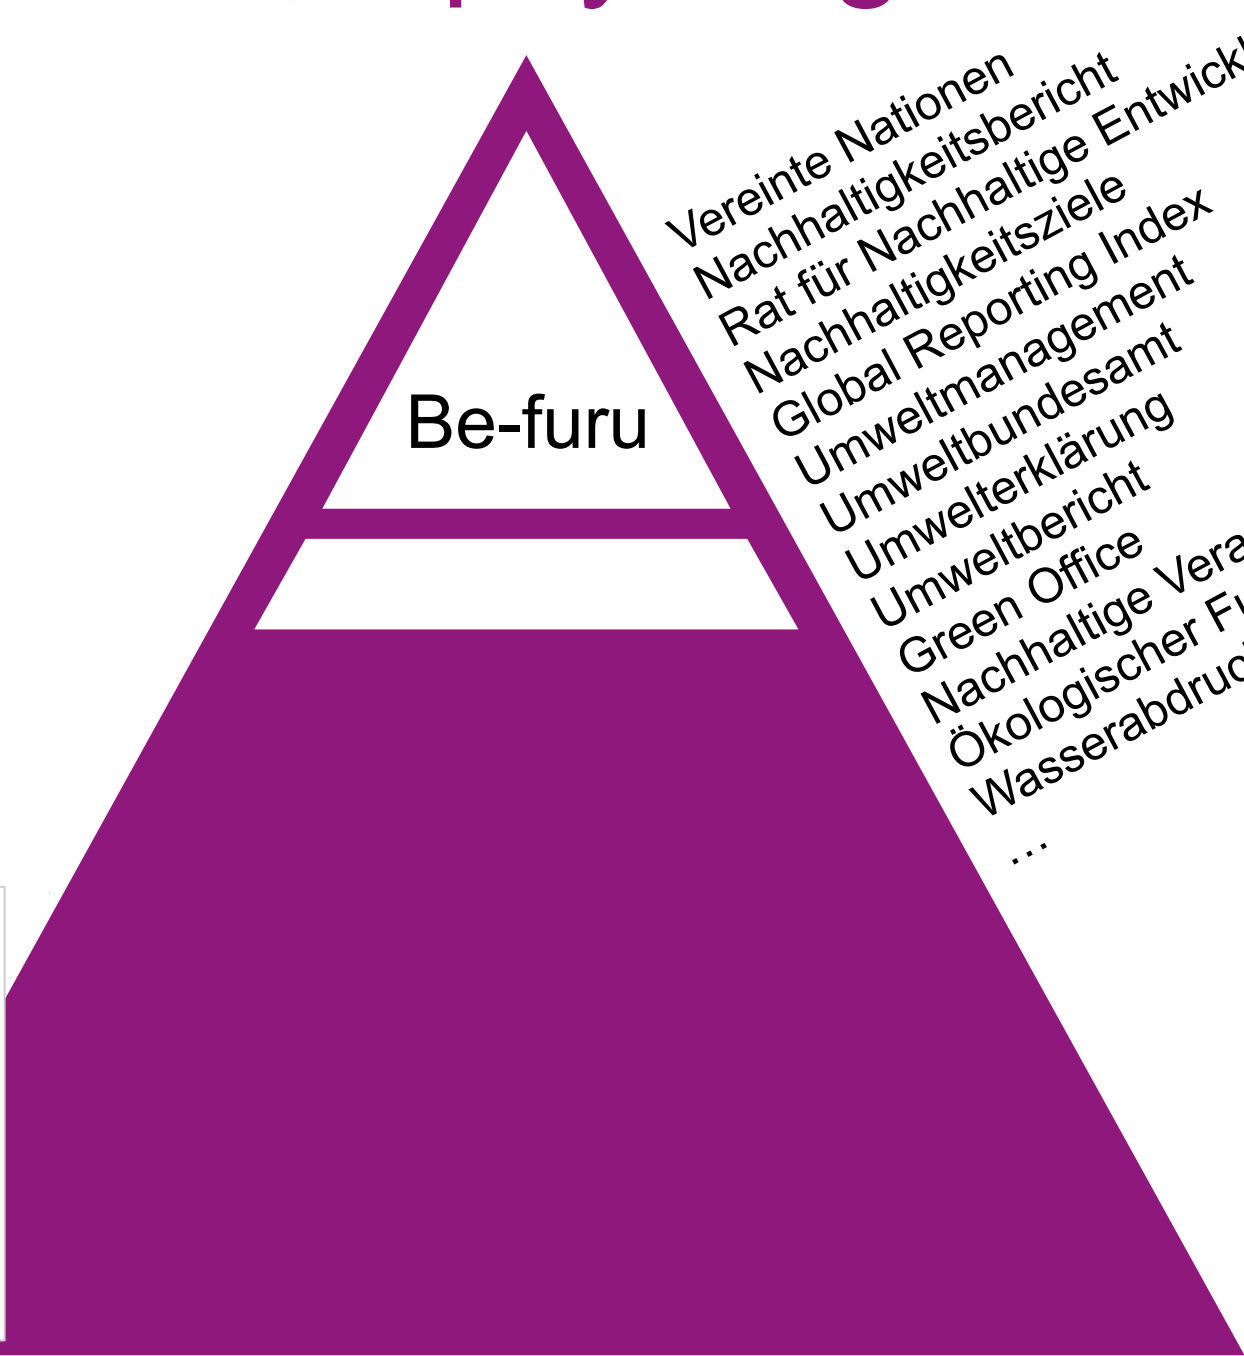 Be-furu
Vereinte Nationen
Nachhaltigkeitsbericht
Rat für Nachhaltige
Nachhaltigkeitsziele
Global Reporting Index
Umweltmanagement
Umweltbundesamt
Umwelterklärung
Umweltbericht
Green Office
Nachhaltige
Ökologischer
…